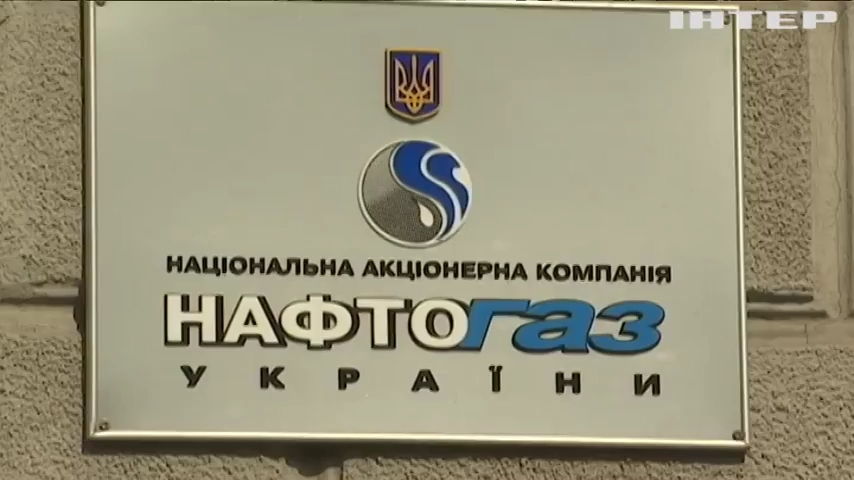 ІНТЕР
НАЦІОНАЛЬНА АКЦІОНЕРНА КОМПАНІЯ
НАФТОгаз
УКРАЇНИ